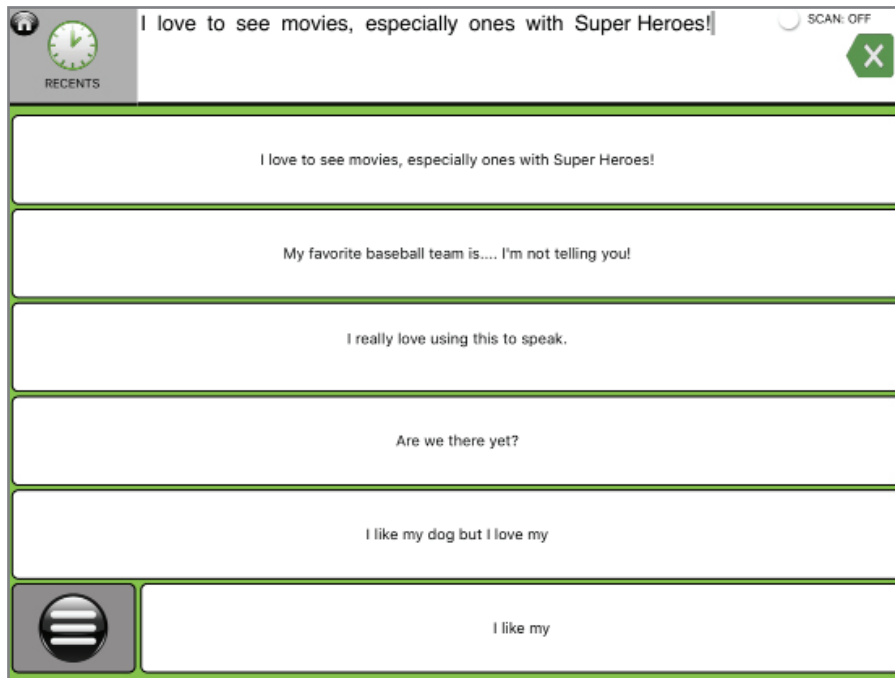 I love to see movies, especially ones with Super Heroes!
SCAN: OFF
X
RECENTS
I love to see movies, especially ones with Super Heroes!
My favorite baseball team is.... I'm not telling you!
I really love using this to speak.
Are we there yet?
I like my dog but I love my
I like my